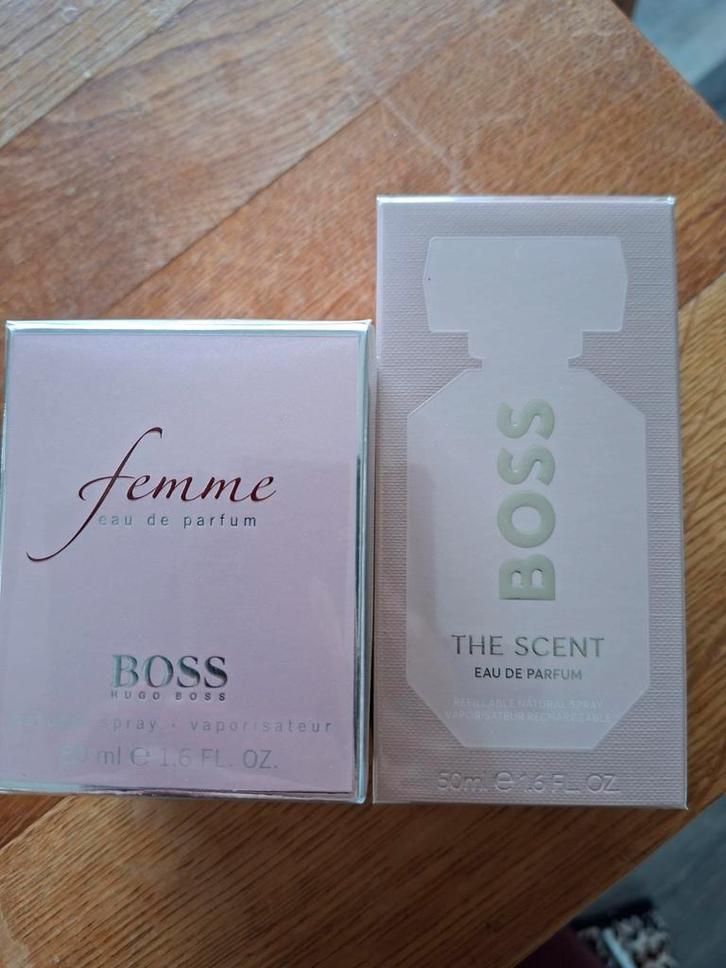 femme
eau de parfum
BOSS
HUGO BOSS
spray · vaporisateur
50 ml e 1.6 FL. OZ.
BOSS
THE SCENT
EAU DE PARFUM
REFILLABLE NATURAL SPRAY
VAPORISATEUR RECHARGEABLE
50ml e 1.6 FL. OZ.